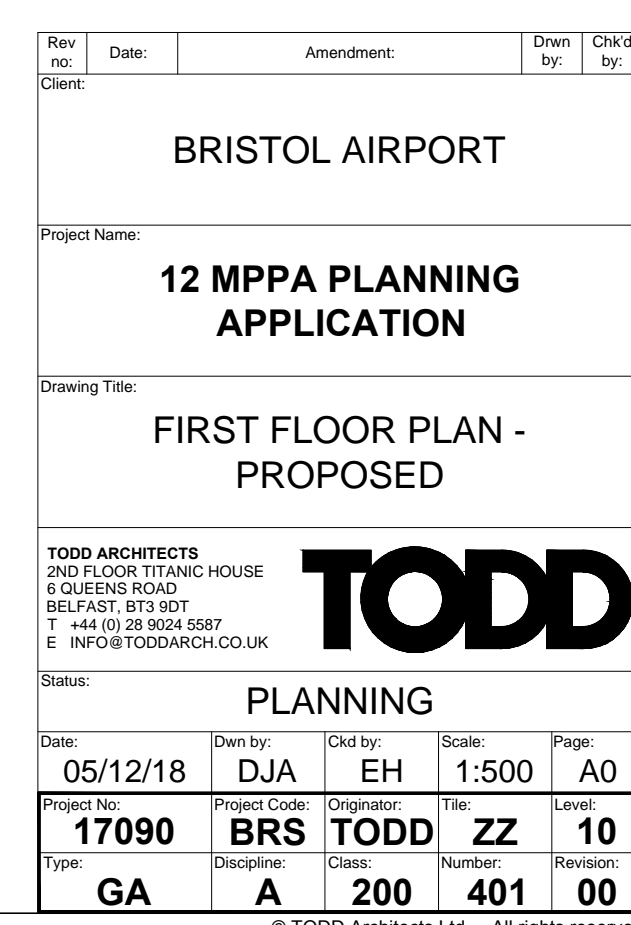 Rev no: Date: Amendment: Drwn by: Chk'd by:
Client:
BRISTOL AIRPORT
Project Name:
12 MPPA PLANNING
APPLICATION
Drawing Title:
FIRST FLOOR PLAN -
PROPOSED
TODD ARCHITECTS
2ND FLOOR TITANIC HOUSE
6 QUEENS ROAD
BELFAST, BT3 9DT
T +44 (0) 28 9024 5587
E INFO@TODDARCH.CO.UK
TODD
Status:
PLANNING
Date: Dwn by: Ckd by: Scale: Page:
05/12/18 DJA EH 1:500 A0
Project No: Project Code: Originator: Tile: Level:
17090 BRS TODD ZZ 10
Type: Discipline: Class: Number: Revision:
GA A 200 401 00